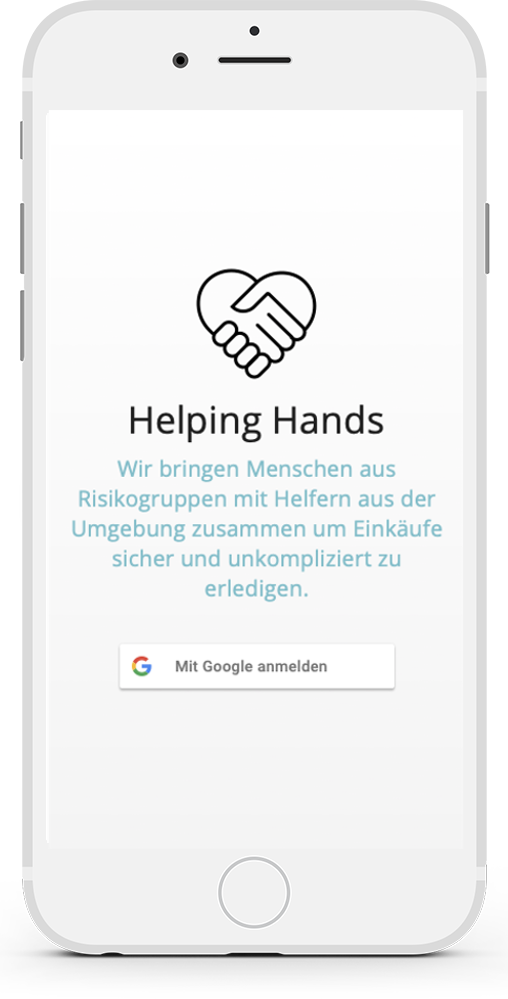 Helping Hands
Wir bringen Menschen aus
Risikogruppen mit Helfern aus der
Umgebung zusammen um Einkäufe
sicher und unkompliziert zu
erledigen.
Mit Google anmelden